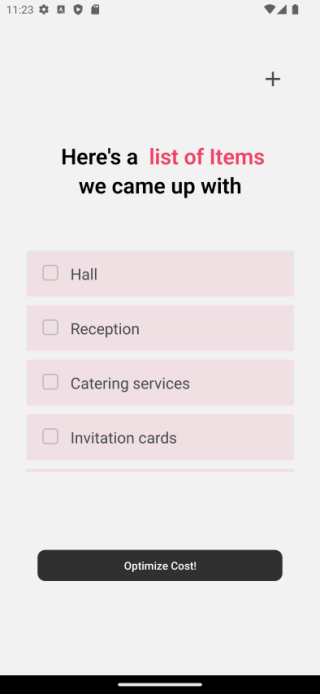 11:23
Here's a list of Items
we came up with
Hall
Reception
Catering services
Invitation cards
Optimize Cost!